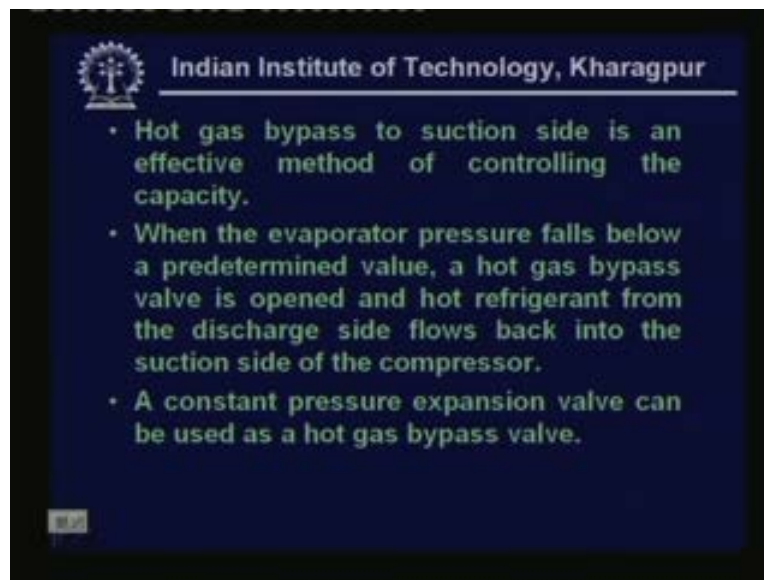 Indian Institute of Technology, Kharagpur
• Hot gas bypass to suction side is an
effective method of controlling the
capacity.
• When the evaporator pressure falls below
a predetermined value, a hot gas bypass
valve is opened and hot refrigerant from
the discharge side flows back into the
suction side of the compressor.
• A constant pressure expansion valve can
be used as a hot gas bypass valve.